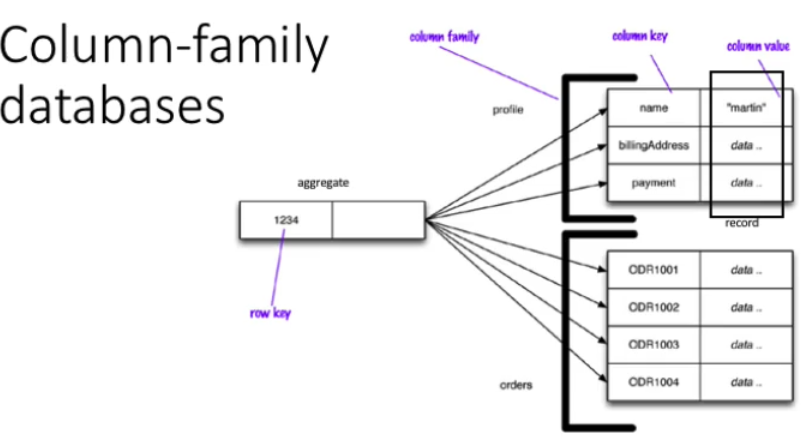 Column-family
databases
column family
column key
column value
profile
name
"martin"
billingAddress
data ..
payment
data ..
record
aggregate
1234
row key
ODR1001
data ..
ODR1002
data ..
ODR1003
data ..
ODR1004
data ..
orders